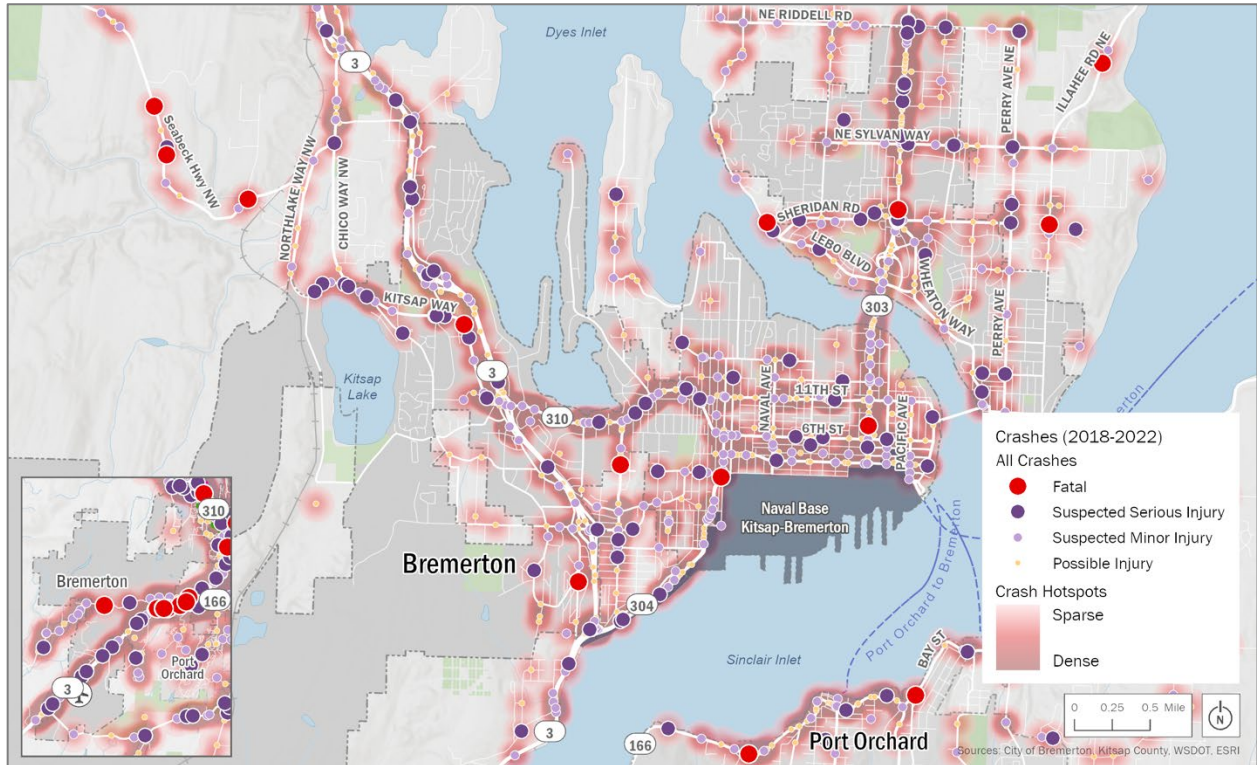 NE RIDDELL RD
Dyes Inlet
3
PERRY AVE NE
ILLAHEE RD NE
Seabeck Hwy NW
NE SYLVAN WAY
NORTHLAKE WAY NW
CHICO WAY NW
SHERIDAN RD
LEBO BLVD
WHEATON WAY
KITSAP WAY
303
PERRY AVE
Kitsap
Lake
3
310
NAVAL AVE
11TH ST
6TH ST
PACIFIC AVE
Naval Base
Kitsap-Bremerton
Bremerton
304
Port Orchard to Bremerton
Sinclair Inlet
BAY ST
3
166
Port Orchard
310
Bremerton
166
Port
Orchard
3
Crashes (2018-2022)
All Crashes
Fatal
Suspected Serious Injury
Suspected Minor Injury
Possible Injury
Crash Hotspots
Sparse
Dense
0 0.25 0.5 Mile
N
Sources: City of Bremerton, Kitsap County, WSDOT, ESRI